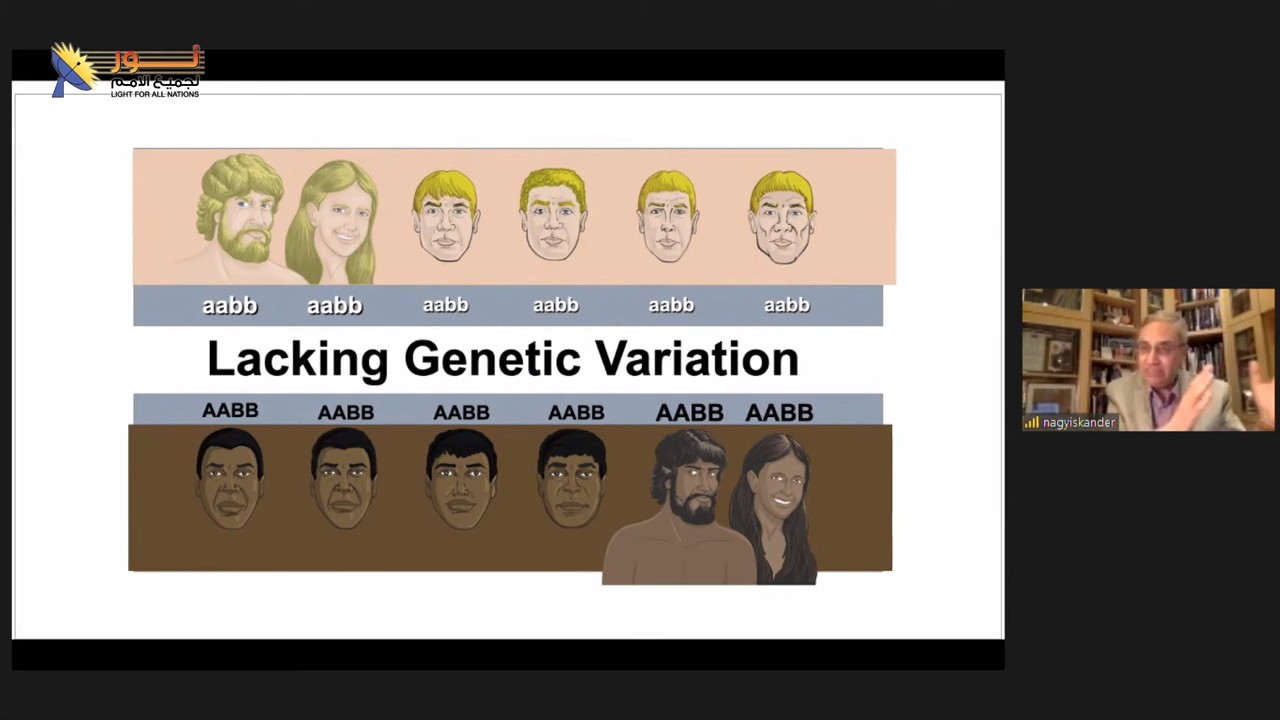 نور
لجميع الأمم
LIGHT FOR ALL NATIONS
aabb aabb aabb aabb aabb aabb
Lacking Genetic Variation
AABB AABB AABB AABB AABB AABB
nagyiskander